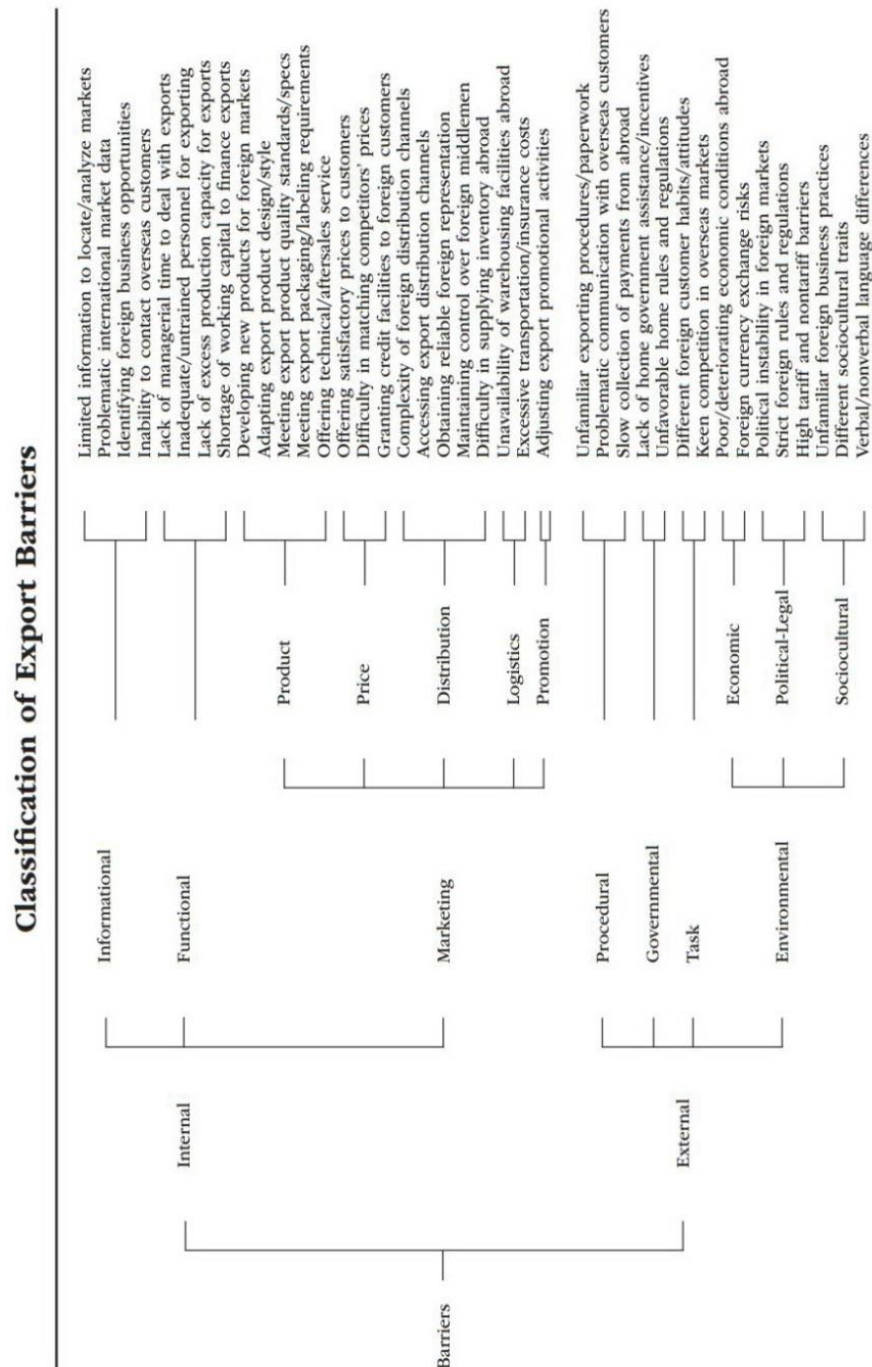 Classification of Export Barriers
Barriers
Internal
External
Informational
Functional
Marketing
Procedural
Governmental
Task
Environmental
Product
Price
Distribution
Logistics
Promotion
Economic
Political-Legal
Sociocultural
Limited information to locate/analyze markets
Problematic international market data
Identifying foreign business opportunities
Inability to contact overseas customers
Lack of managerial time to deal with exports
Inadequate/untrained personnel for exporting
Lack of excess production capacity for exports
Shortage of working capital to finance exports
Developing new products for foreign markets
Adapting export product design/style
Meeting export product quality standards/specs
Meeting export packaging/labeling requirements
Offering technical/aftersales service
Offering satisfactory prices to customers
Difficulty in matching competitors' prices
Granting credit facilities to foreign customers
Complexity of foreign distribution channels
Accessing export distribution channels
Obtaining reliable foreign representation
Maintaining control over foreign middlemen
Difficulty in supplying inventory abroad
Unavailability of warehousing facilities abroad
Excessive transportation/insurance costs
Adjusting export promotional activities
Unfamiliar exporting procedures/paperwork
Problematic communication with overseas customers
Slow collection of payments from abroad
Lack of home government assistance/incentives
Unfavorable home rules and regulations
Different foreign customer habits/attitudes
Keen competition in overseas markets
Poor/deteriorating economic conditions abroad
Foreign currency exchange risks
Political instability in foreign markets
Strict foreign rules and regulations
High tariff and nontariff barriers
Unfamiliar foreign business practices
Different sociocultural traits
Verbal/nonverbal language differences